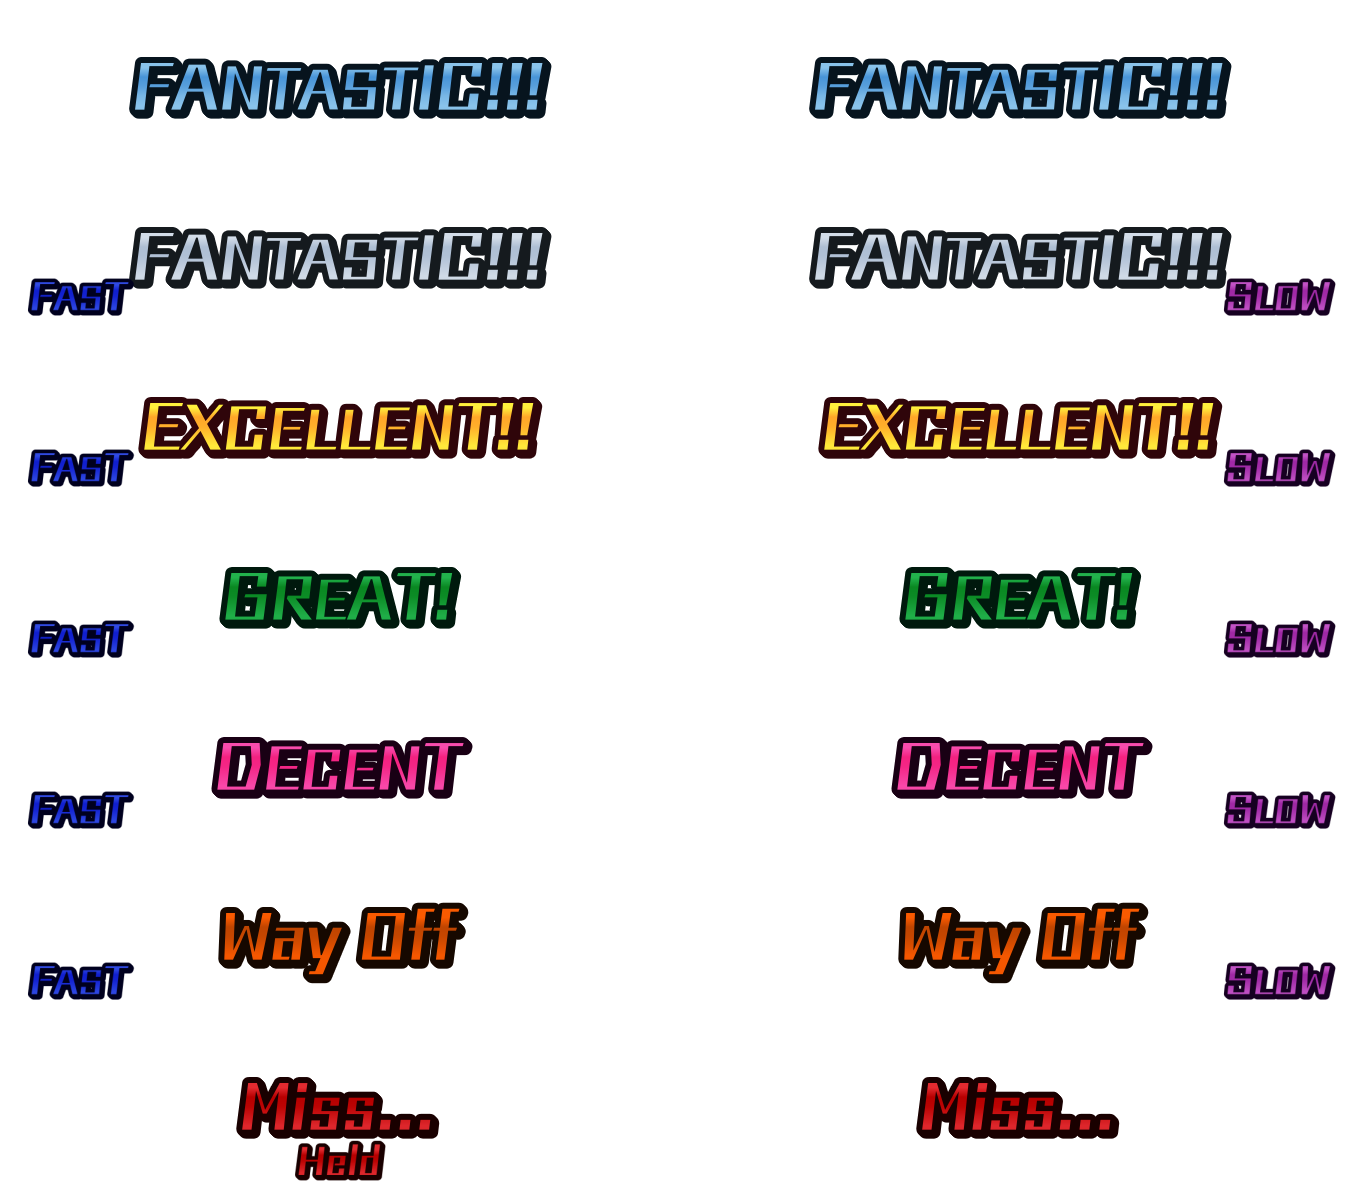 FANTASTIC!!! FANTASTIC!!!
FANTASTIC!!! FANTASTIC!!!
FAST SLOW
EXCELLENT!! EXCELLENT!!
FAST SLOW
GREAT! GREAT!
FAST SLOW
DECENT DECENT
FAST SLOW
Way Off Way Off
FAST SLOW
Miss... Miss...
Held